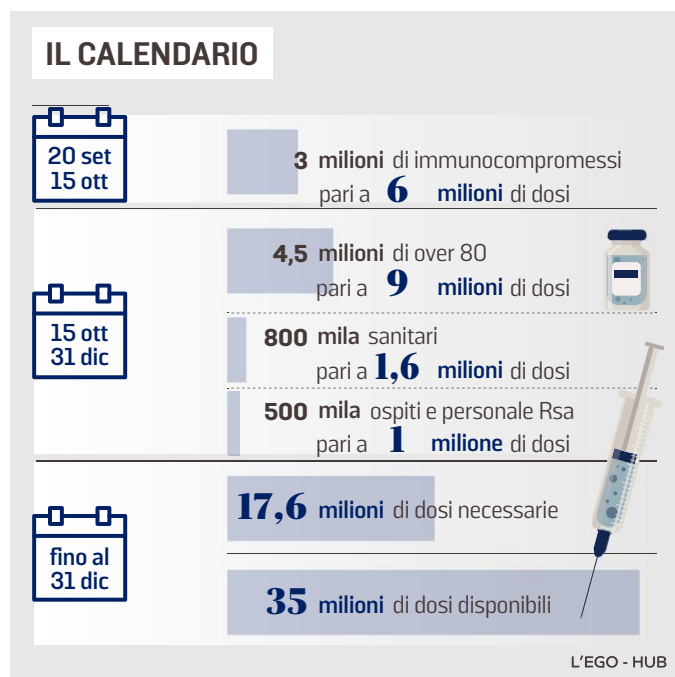 IL CALENDARIO
20 set
15 ott
3 milioni di immunocompromessi
pari a 6 milioni di dosi
15 ott
31 dic
4,5 milioni di over 80
pari a 9 milioni di dosi
800 mila sanitari
pari a 1,6 milioni di dosi
500 mila ospiti e personale Rsa
pari a 1 milione di dosi
fino al
31 dic
17,6 milioni di dosi necessarie
35 milioni di dosi disponibili
L'EGO - HUB